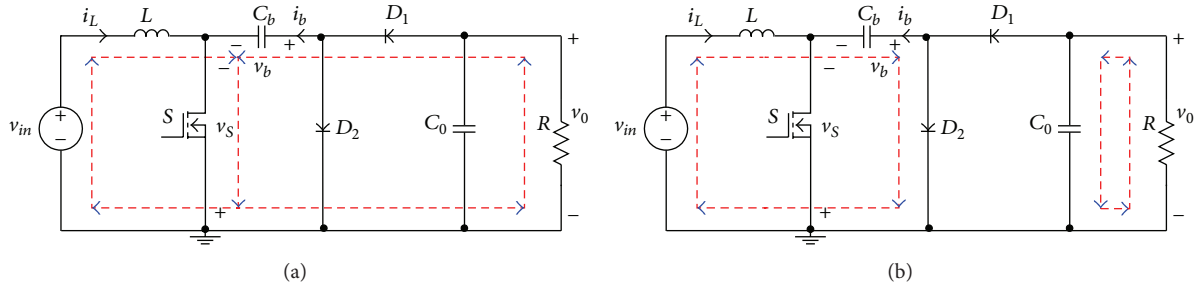 i_L L C_b i_b D_1
− + +
− v_b
v_in + − S v_S D_2 C_0 R v_0
+ −
(a)
i_L L C_b i_b D_1
− + +
− v_b
v_in + − S v_S D_2 C_0 R v_0
+ −
(b)